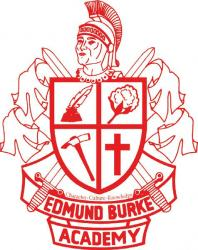 Character · Culture · Knowledge
EDMUND BURKE
ACADEMY